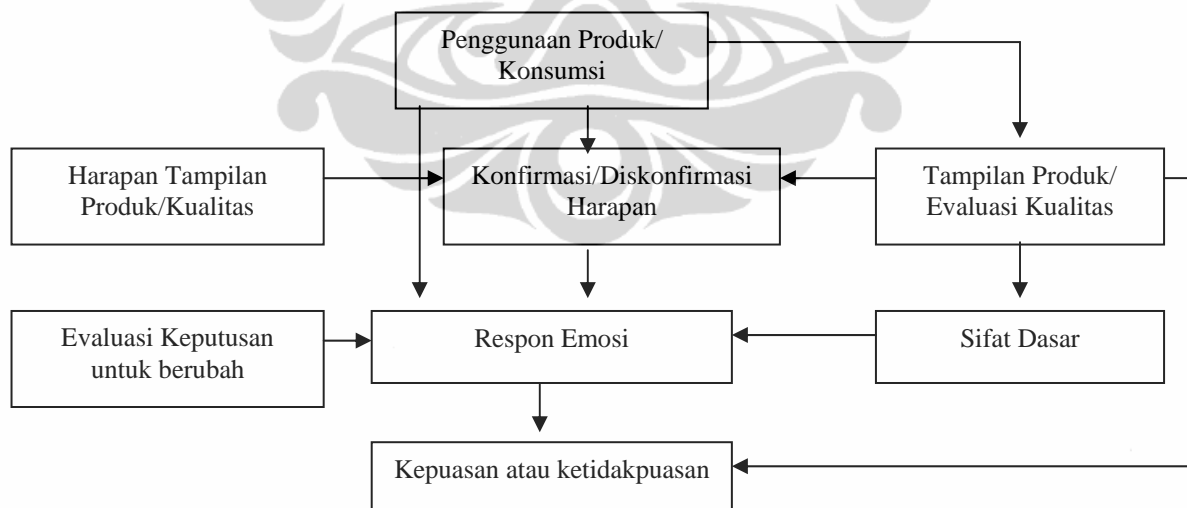 Penggunaan Produk/
Konsumsi
Harapan Tampilan
Produk/Kualitas
Konfirmasi/Diskonfirmasi
Harapan
Tampilan Produk/
Evaluasi Kualitas
Evaluasi Keputusan
untuk berubah
Respon Emosi
Sifat Dasar
Kepuasan atau ketidakpuasan